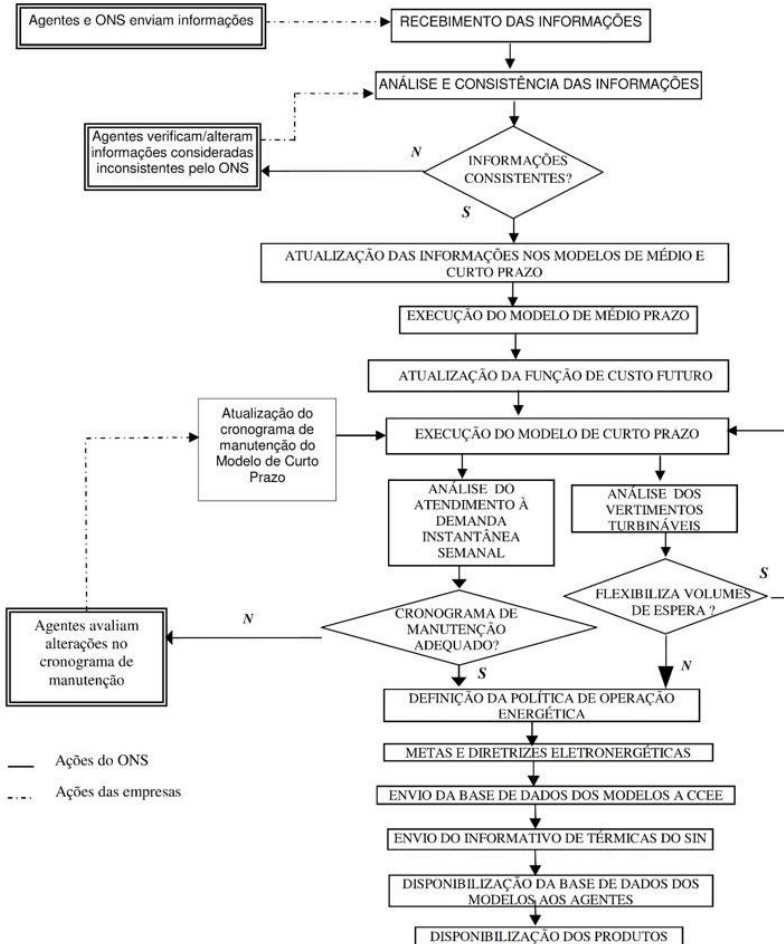 Agentes e ONS enviam informações
RECEBIMENTO DAS INFORMAÇÕES
ANÁLISE E CONSISTÊNCIA DAS INFORMAÇÕES
Agentes verificam/alteram
informações consideradas
inconsistentes pelo ONS
N
INFORMAÇÕES
CONSISTENTES?
S
ATUALIZAÇÃO DAS INFORMAÇÕES NOS MODELOS DE MÉDIO E
CURTO PRAZO
EXECUÇÃO DO MODELO DE MÉDIO PRAZO
ATUALIZAÇÃO DA FUNÇÃO DE CUSTO FUTURO
Atualização do
cronograma de
manutenção do
Modelo de Curto
Prazo
EXECUÇÃO DO MODELO DE CURTO PRAZO
ANÁLISE DO
ATENDIMENTO À
DEMANDA
INSTANTÂNEA
SEMANAL
ANÁLISE DOS
VERTIMENTOS
TURBINÁVEIS
S
FLEXIBILIZA VOLUMES
DE ESPERA ?
N
Agentes avaliam
alterações no
cronograma de
manutenção
N
CRONOGRAMA DE
MANUTENÇÃO
ADEQUADO?
S
DEFINIÇÃO DA POLÍTICA DE OPERAÇÃO
ENERGÉTICA
METAS E DIRETRIZES ELETRONERGÉTICAS
Ações do ONS
Ações das empresas
ENVIO DA BASE DE DADOS DOS MODELOS A CCEE
ENVIO DO INFORMATIVO DE TÉRMICAS DO SIN
DISPONIBILIZAÇÃO DA BASE DE DADOS DOS
MODELOS AOS AGENTES
DISPONIBILIZAÇÃO DOS PRODUTOS